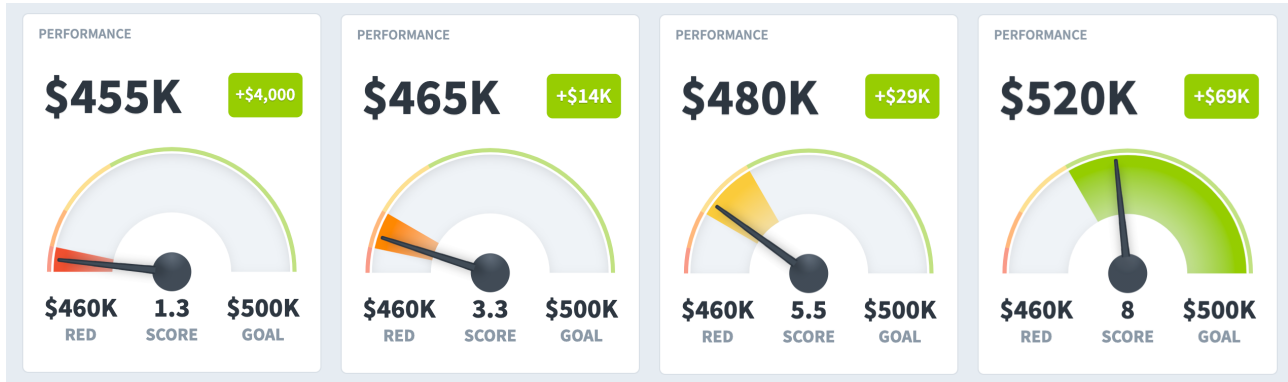 PERFORMANCE
$455K +$4,000
$460K 1.3 $500K
RED SCORE GOAL
PERFORMANCE
$465K +$14K
$460K 3.3 $500K
RED SCORE GOAL
PERFORMANCE
$480K +$29K
$460K 5.5 $500K
RED SCORE GOAL
PERFORMANCE
$520K +$69K
$460K 8 $500K
RED SCORE GOAL